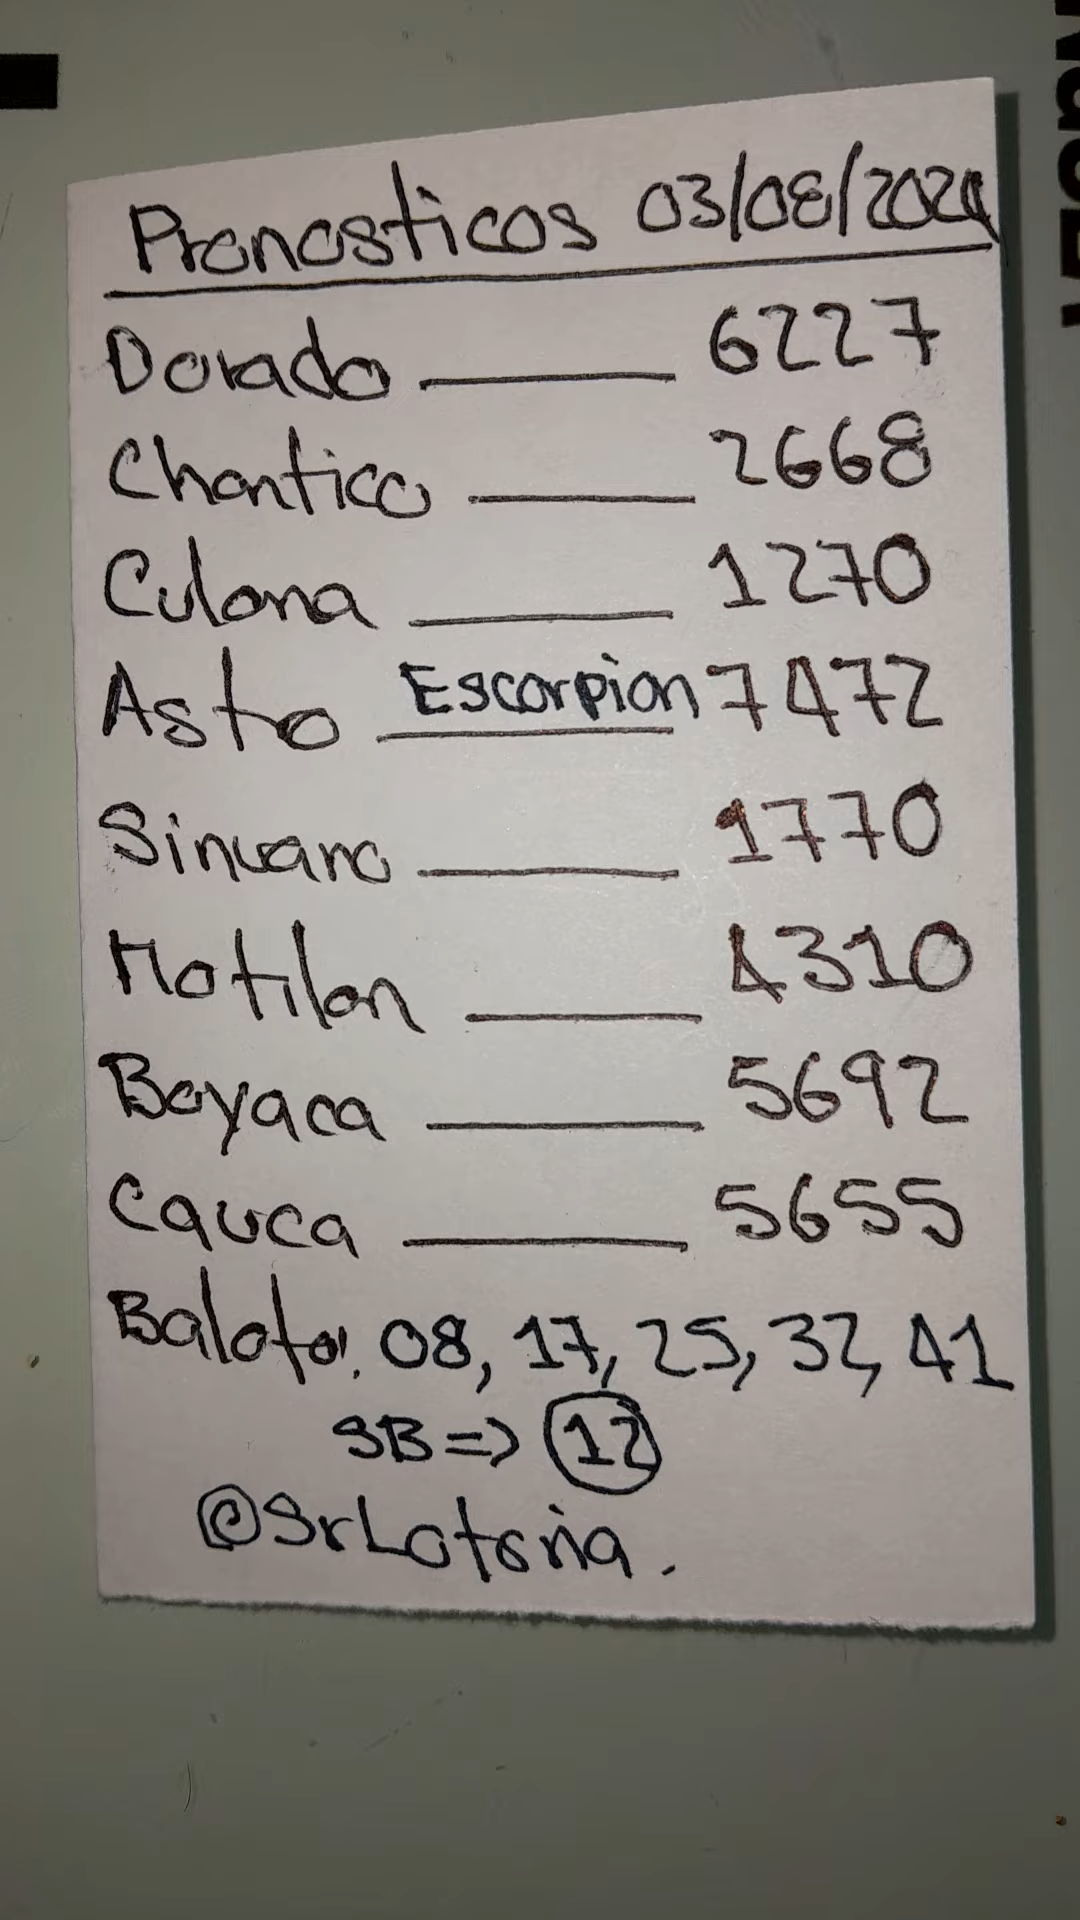 Pronosticos 03/08/2024
Dorado 6227
Chontico 2668
Culona 1270
Astro Escorpion 7472
Sinuano 1770
Motilon 4310
Boyaca 5692
Cauca 5655
Baloto: 08, 17, 25, 32, 41
SB => 12
@SrLoteria.